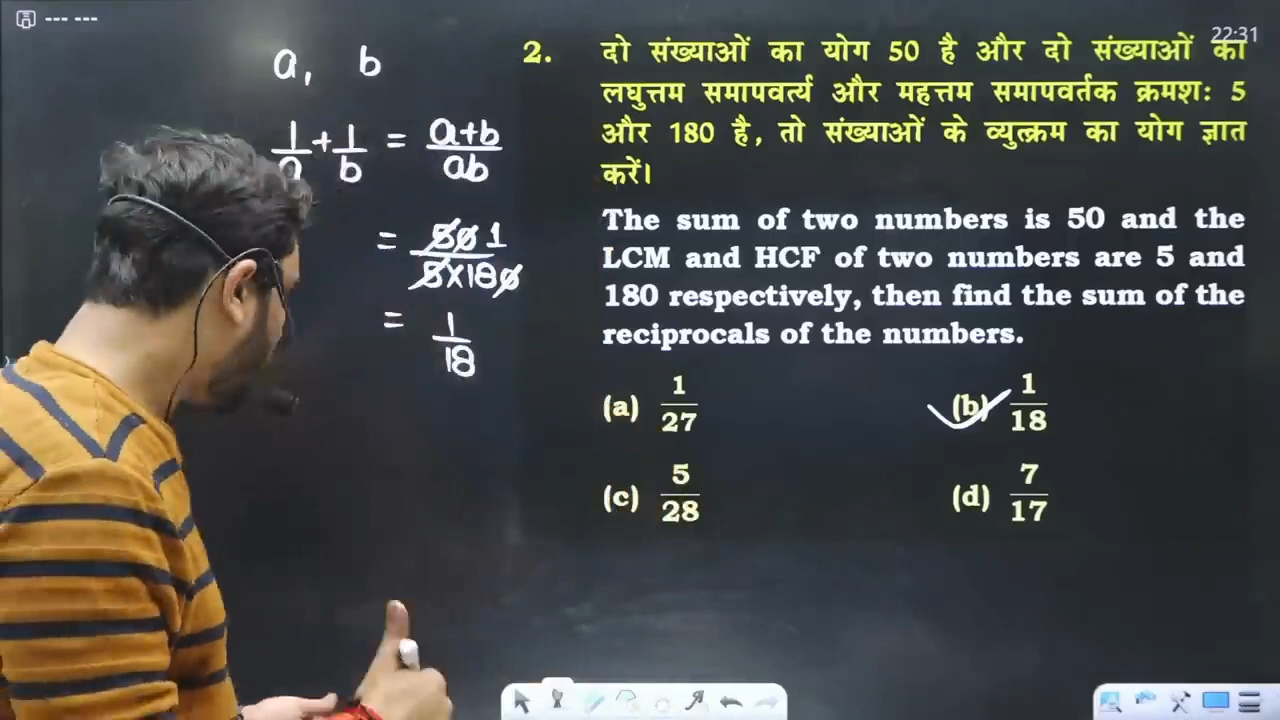 22:31
a, b
1/a + 1/b = a+b/ab
= 50 1/5×180
= 1/18
2. दो संख्याओं का योग 50 है और दो संख्याओं का
लघुत्तम समापवर्त्य और महत्तम समापवर्तक क्रमशः 5
और 180 है, तो संख्याओं के व्युत्क्रम का योग ज्ञात
करें।
The sum of two numbers is 50 and the
LCM and HCF of two numbers are 5 and
180 respectively, then find the sum of the
reciprocals of the numbers.
(a) 1/27 (b) 1/18
(c) 5/28 (d) 7/17